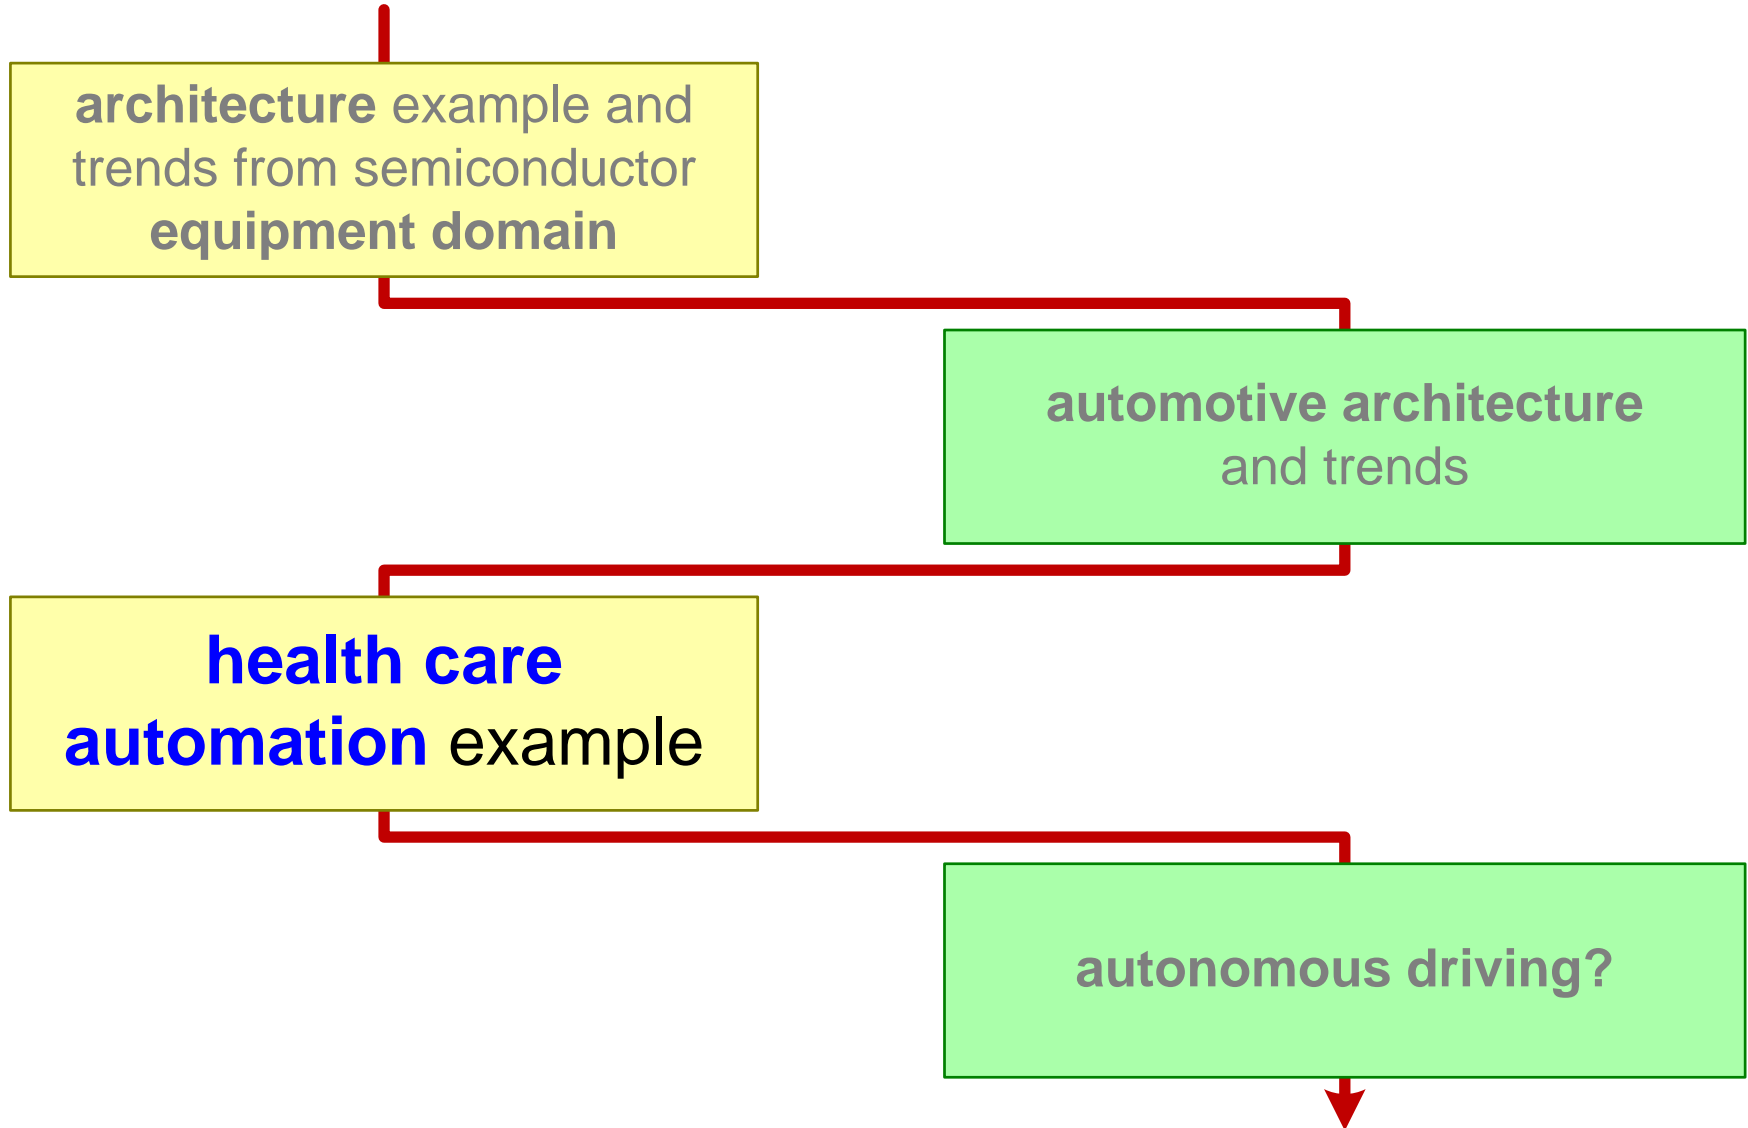 architecture example and
trends from semiconductor
equipment domain
automotive architecture
and trends
health care
automation example
autonomous driving?